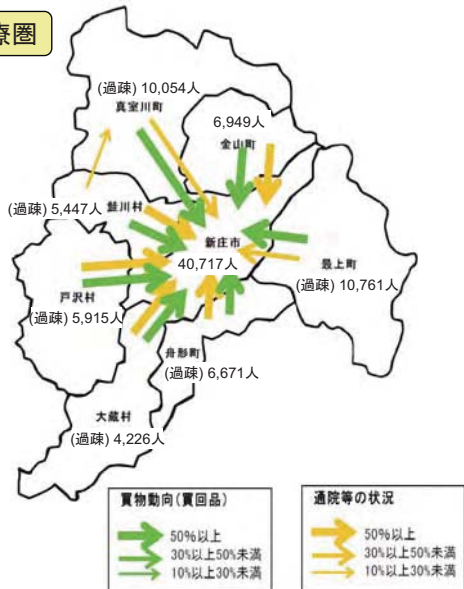 療圏
(過疎) 10,054人
真室川町
6,949人
金山町
(過疎) 5,447人
鮭川村
新庄市
40,717人
最上町
(過疎) 10,761人
戸沢村
(過疎) 5,915人
舟形町
(過疎) 6,671人
大蔵村
(過疎) 4,226人
買物動向(買回品)
50%以上
30%以上50%未満
10%以上30%未満
通院等の状況
50%以上
30%以上50%未満
10%以上30%未満